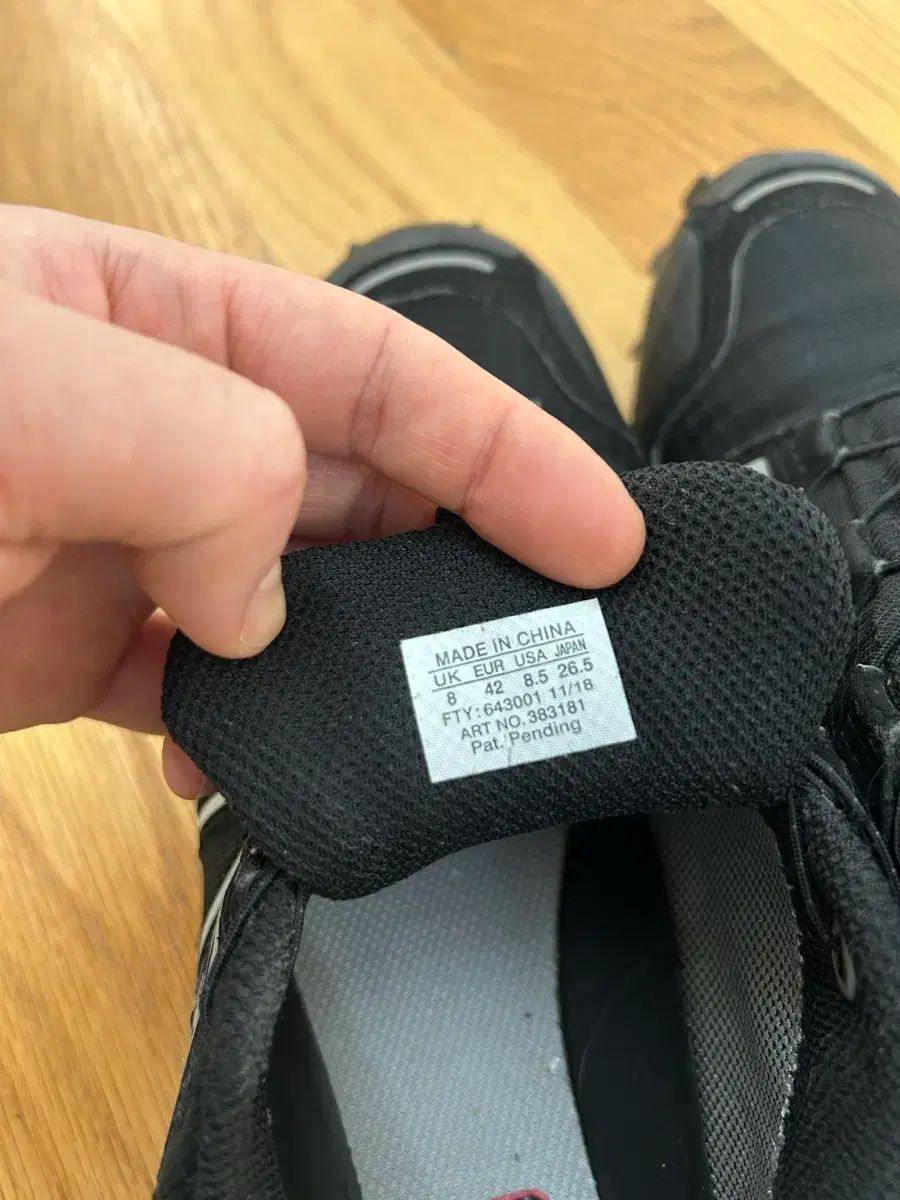 MADE IN CHINA
UK EUR USA JAPAN
8 42 8.5 26.5
FTY: 643001 11/18
ART NO. 383181
Pat. Pending